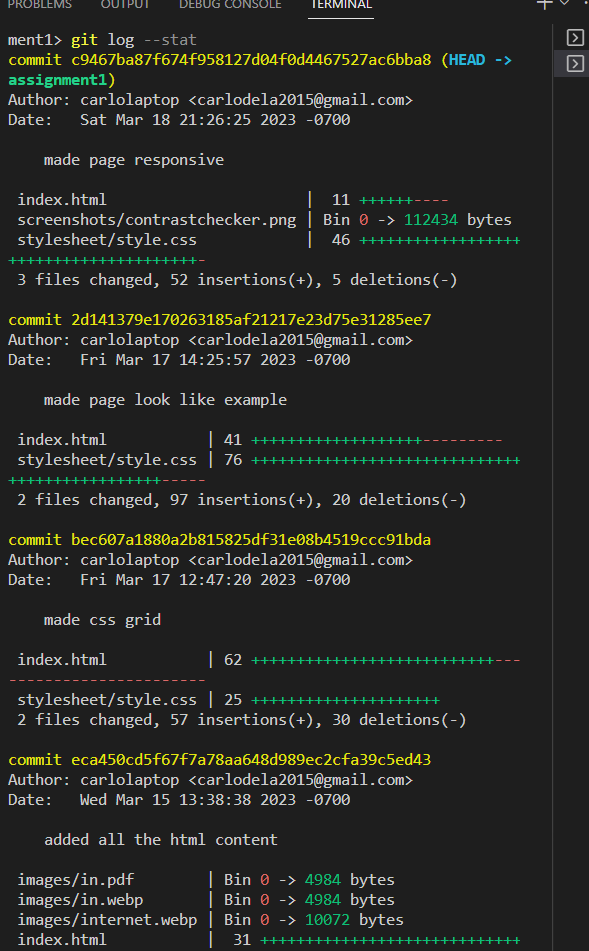 PROBLEMS OUTPUT DEBUG CONSOLE TERMINAL
ment1> git log --stat
commit c9467ba87f674f958127d04f0d4467527ac6bba8 (HEAD ->
assignment1)
Author: carlolaptop <carlodela2015@gmail.com>
Date:   Sat Mar 18 21:26:25 2023 -0700
made page responsive
index.html                     |  11 ++++++----
screenshots/contrastchecker.png | Bin 0 -> 112434 bytes
stylesheet/style.css            |  46 ++++++++++++++++++
+++++++++++++++++++++-
3 files changed, 52 insertions(+), 5 deletions(-)
commit 2d141379e170263185af21217e23d75e31285ee7
Author: carlolaptop <carlodela2015@gmail.com>
Date:   Fri Mar 17 14:25:57 2023 -0700
made page look like example
index.html           | 41 +++++++++++++++++++---------
stylesheet/style.css | 76 ++++++++++++++++++++++++++++++
+++++++++++++++++-----
2 files changed, 97 insertions(+), 20 deletions(-)
commit bec607a1880a2b815825df31e08b4519ccc91bda
Author: carlolaptop <carlodela2015@gmail.com>
Date:   Fri Mar 17 12:47:20 2023 -0700
made css grid
index.html           | 62 +++++++++++++++++++++++++++---
----------------------
stylesheet/style.css | 25 +++++++++++++++++++++
2 files changed, 57 insertions(+), 30 deletions(-)
commit eca450cd5f67f7a78aa648d989ec2cfa39c5ed43
Author: carlolaptop <carlodela2015@gmail.com>
Date:   Wed Mar 15 13:38:38 2023 -0700
added all the html content
images/in.pdf        | Bin 0 -> 4984 bytes
images/in.webp       | Bin 0 -> 4984 bytes
images/internet.webp | Bin 0 -> 10072 bytes
index.html           |  31 +++++++++++++++++++++++++++++